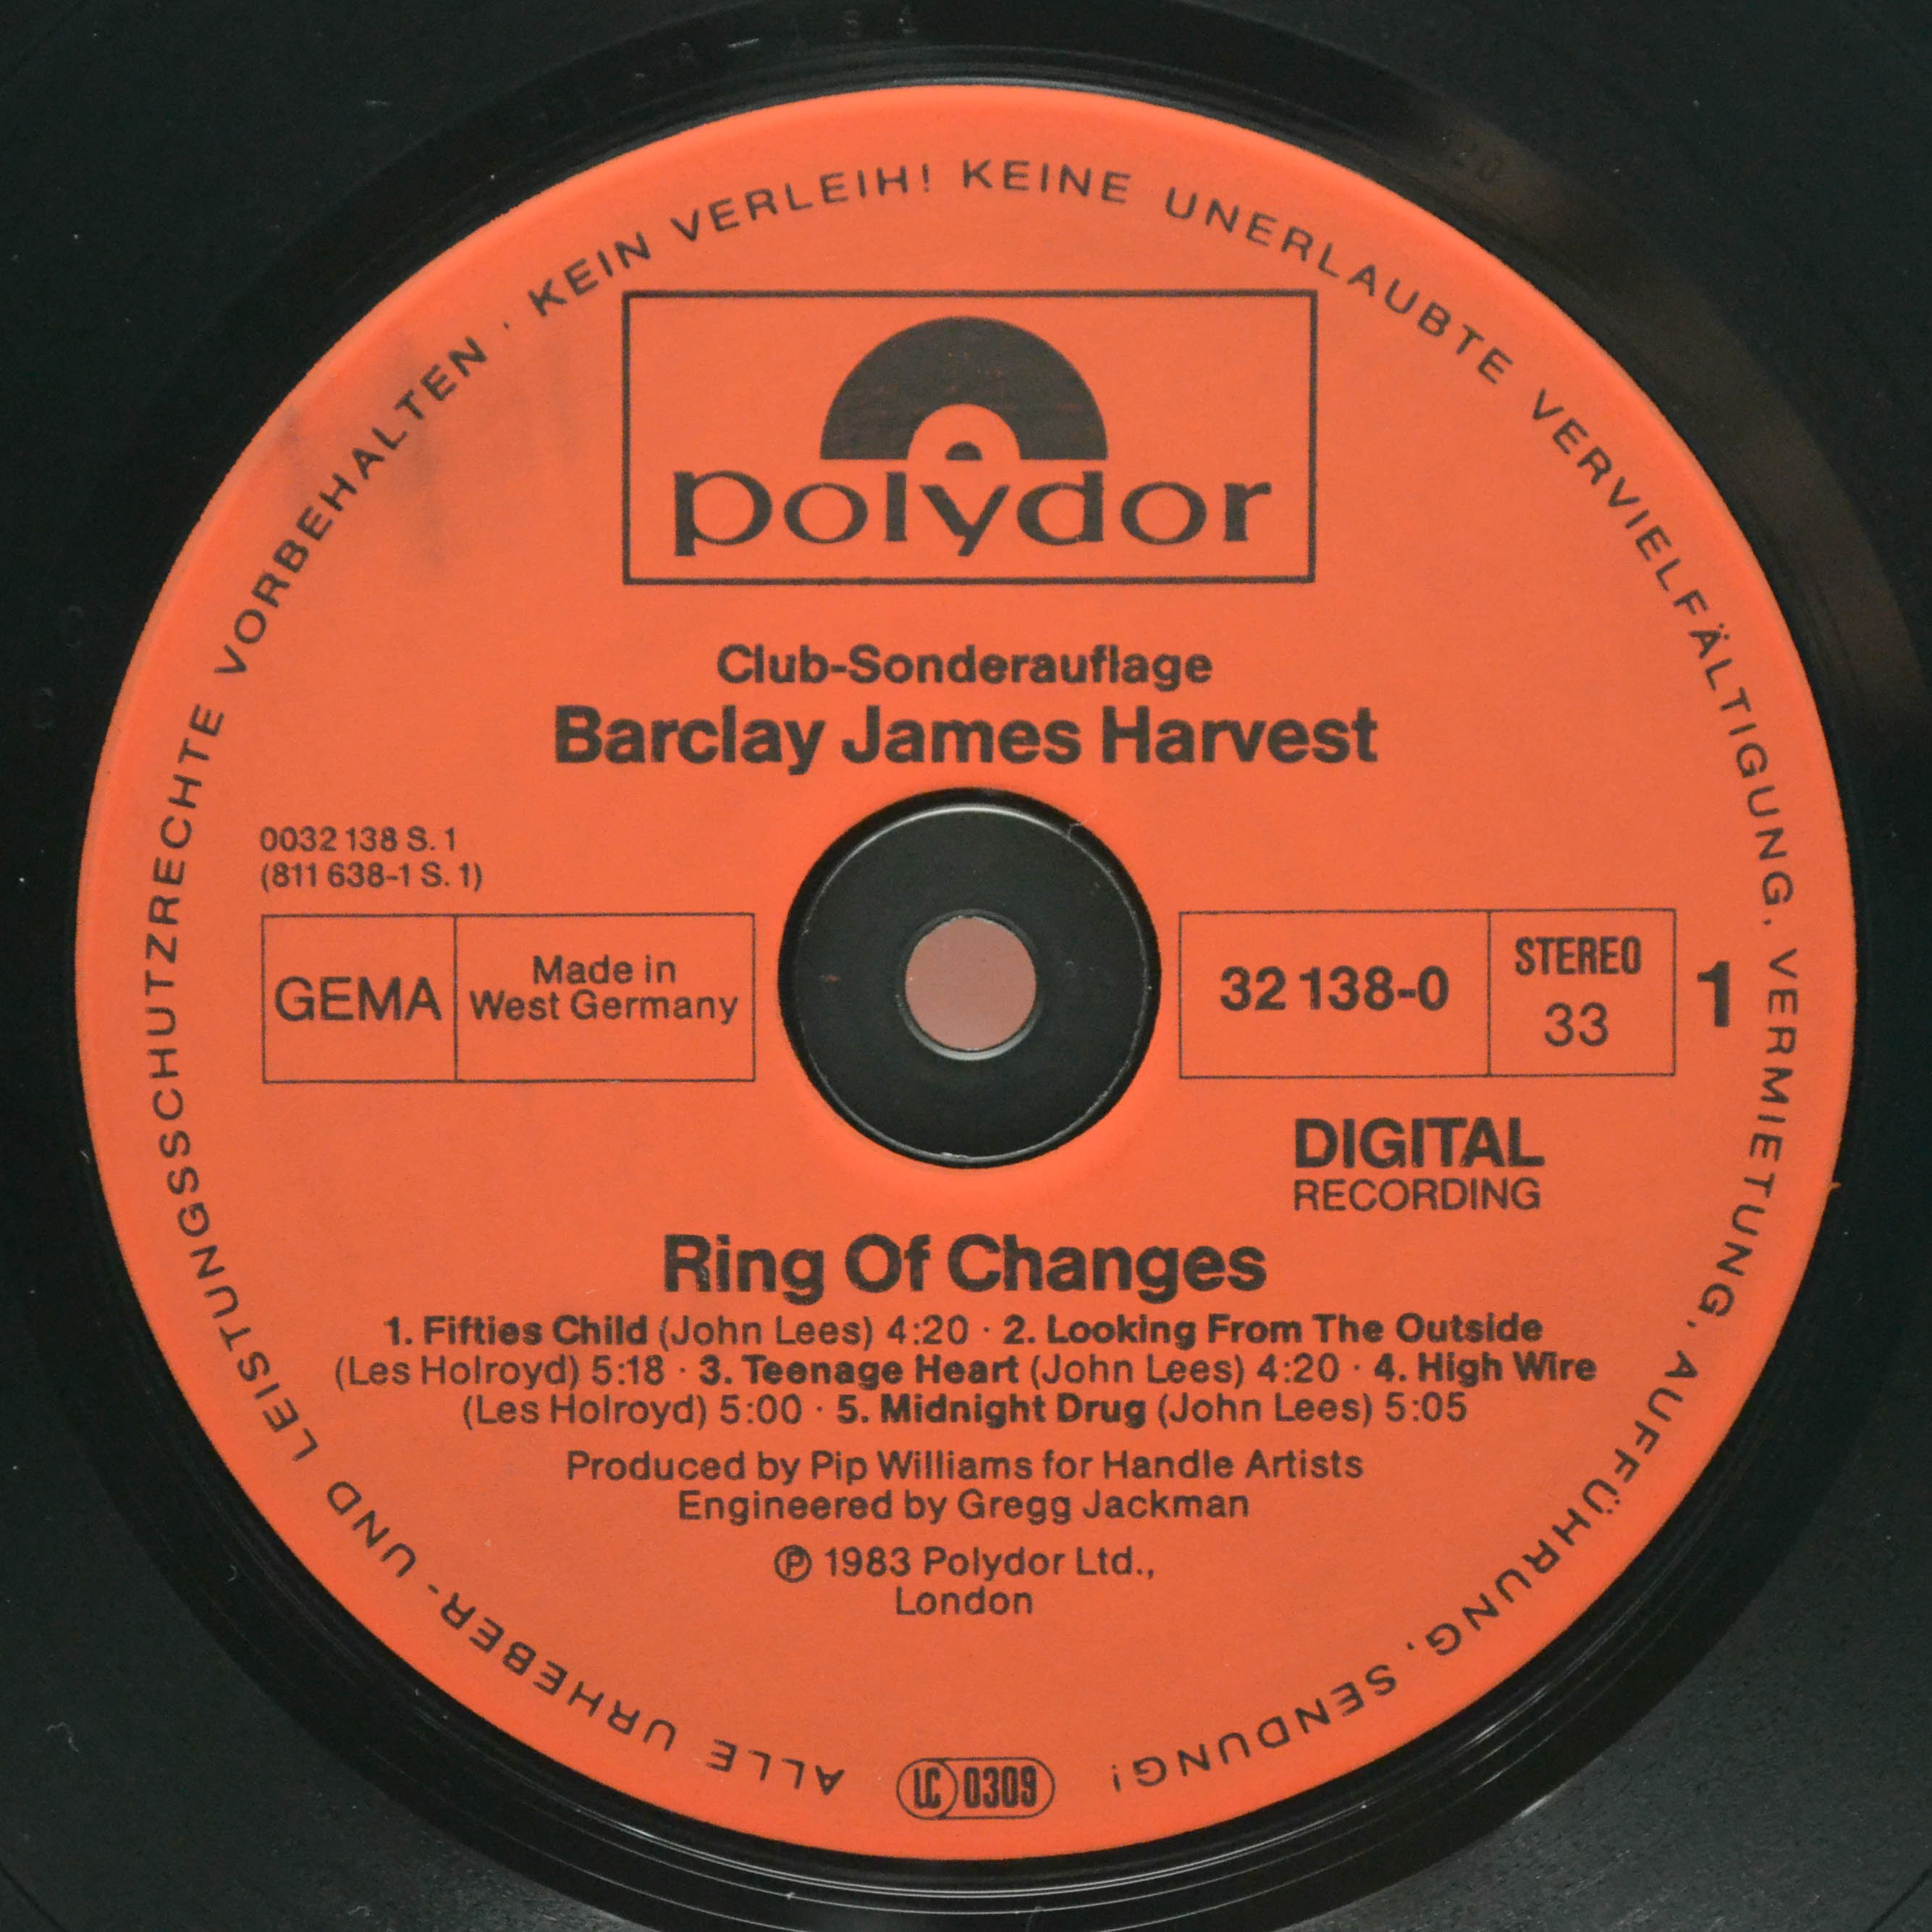 ALLE URHEBER- UND LEISTUNGSSCHUTZRECHTE VORBEHALTEN · KEIN VERLEIH! KEINE UNERLAUBTE VERVIELFÄLTIGUNG, VERMIETUNG, AUFFÜHRUNG, SENDUNG!
polydor
Club-Sonderauflage
Barclay James Harvest
0032 138 S. 1
(811 638-1 S. 1)
GEMA
Made in
West Germany
32 138-0
STEREO
33
1
DIGITAL
RECORDING
Ring Of Changes
1. Fifties Child (John Lees) 4:20 · 2. Looking From The Outside
(Les Holroyd) 5:18 · 3. Teenage Heart (John Lees) 4:20 · 4. High Wire
(Les Holroyd) 5:00 · 5. Midnight Drug (John Lees) 5:05
Produced by Pip Williams for Handle Artists
Engineered by Gregg Jackman
℗ 1983 Polydor Ltd.,
London
LC 0309